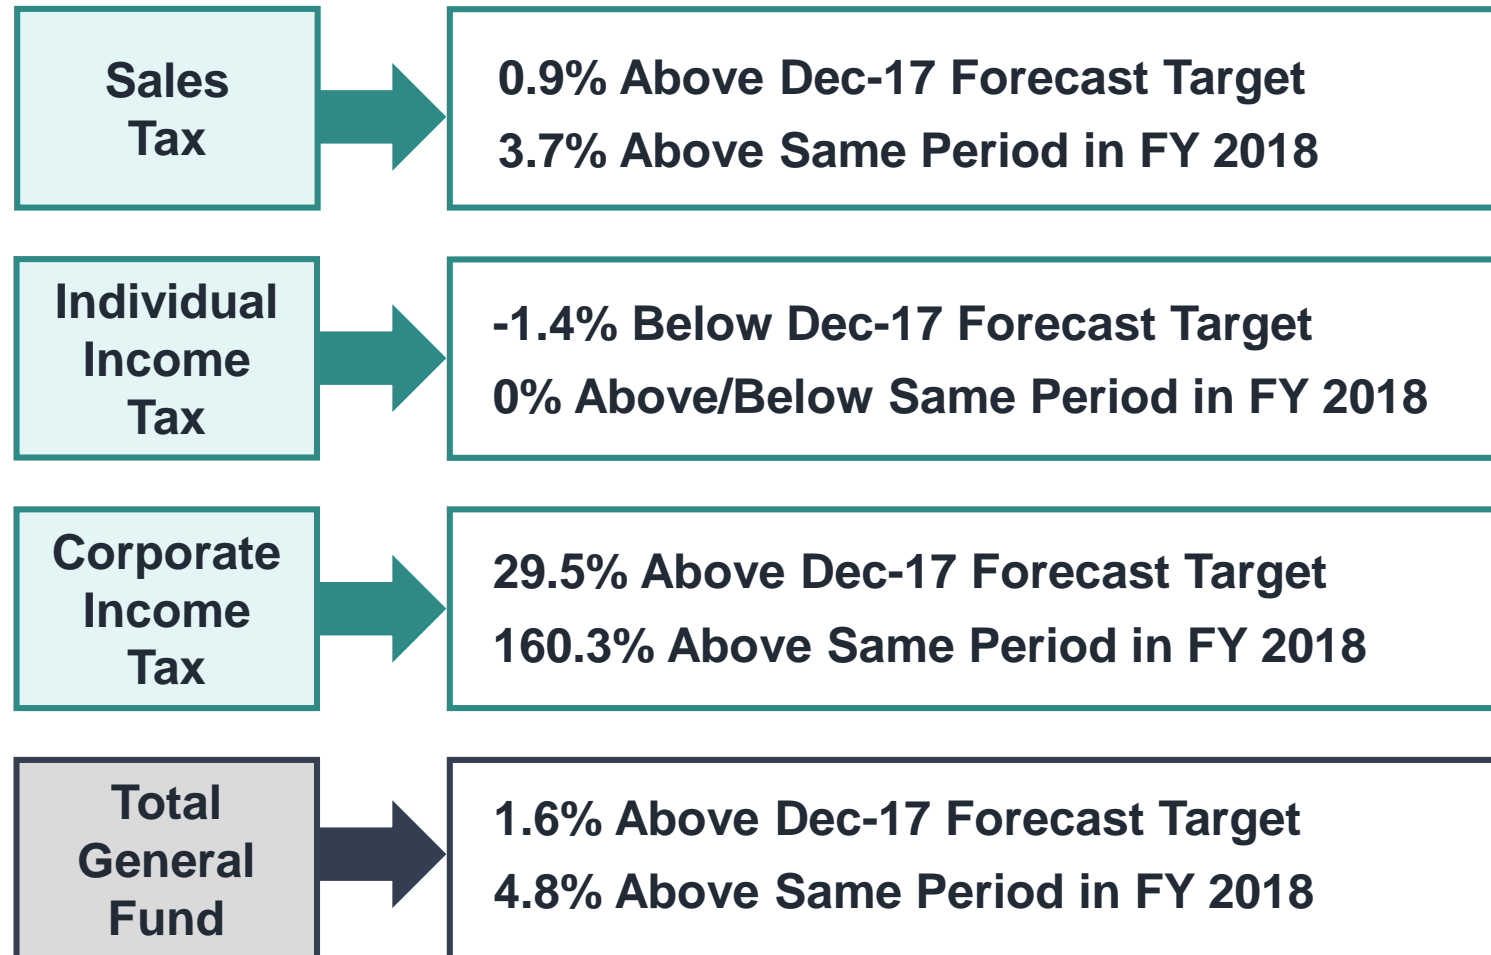 Sales
Tax
0.9% Above Dec-17 Forecast Target
3.7% Above Same Period in FY 2018
Individual
Income
Tax
-1.4% Below Dec-17 Forecast Target
0% Above/Below Same Period in FY 2018
Corporate
Income
Tax
29.5% Above Dec-17 Forecast Target
160.3% Above Same Period in FY 2018
Total
General
Fund
1.6% Above Dec-17 Forecast Target
4.8% Above Same Period in FY 2018